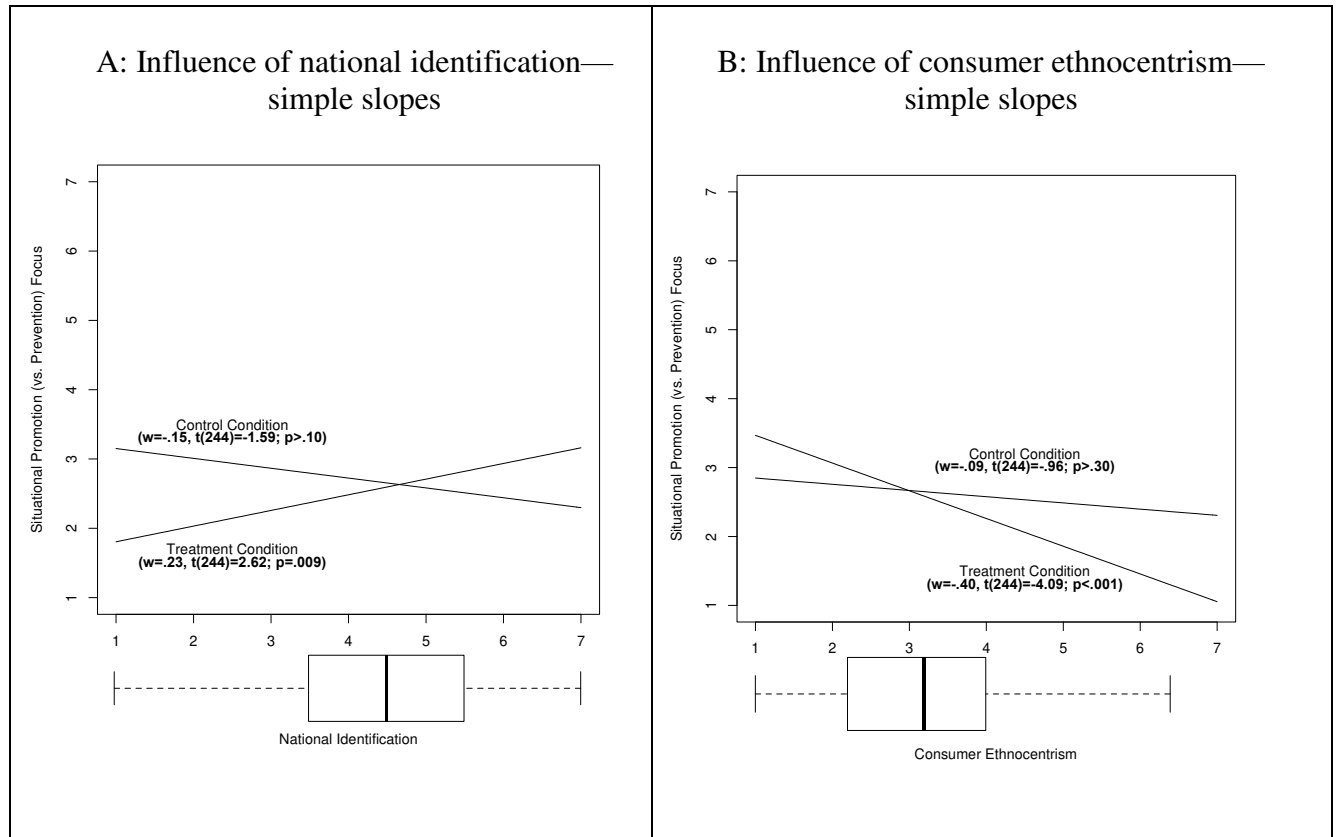 A: Influence of national identification—
simple slopes
Situational Promotion (vs. Prevention) Focus
7
6
5
4
3
2
1
Control Condition
(w=-.15, t(244)=-1.59; p>.10)
Treatment Condition
(w=.23, t(244)=2.62; p=.009)
1 2 3 4 5 6 7
National Identification
B: Influence of consumer ethnocentrism—
simple slopes
Situational Promotion (vs. Prevention) Focus
7
6
5
4
3
2
1
Control Condition
(w=-.09, t(244)=-.96; p>.30)
Treatment Condition
(w=-.40, t(244)=-4.09; p<.001)
1 2 3 4 5 6 7
Consumer Ethnocentrism